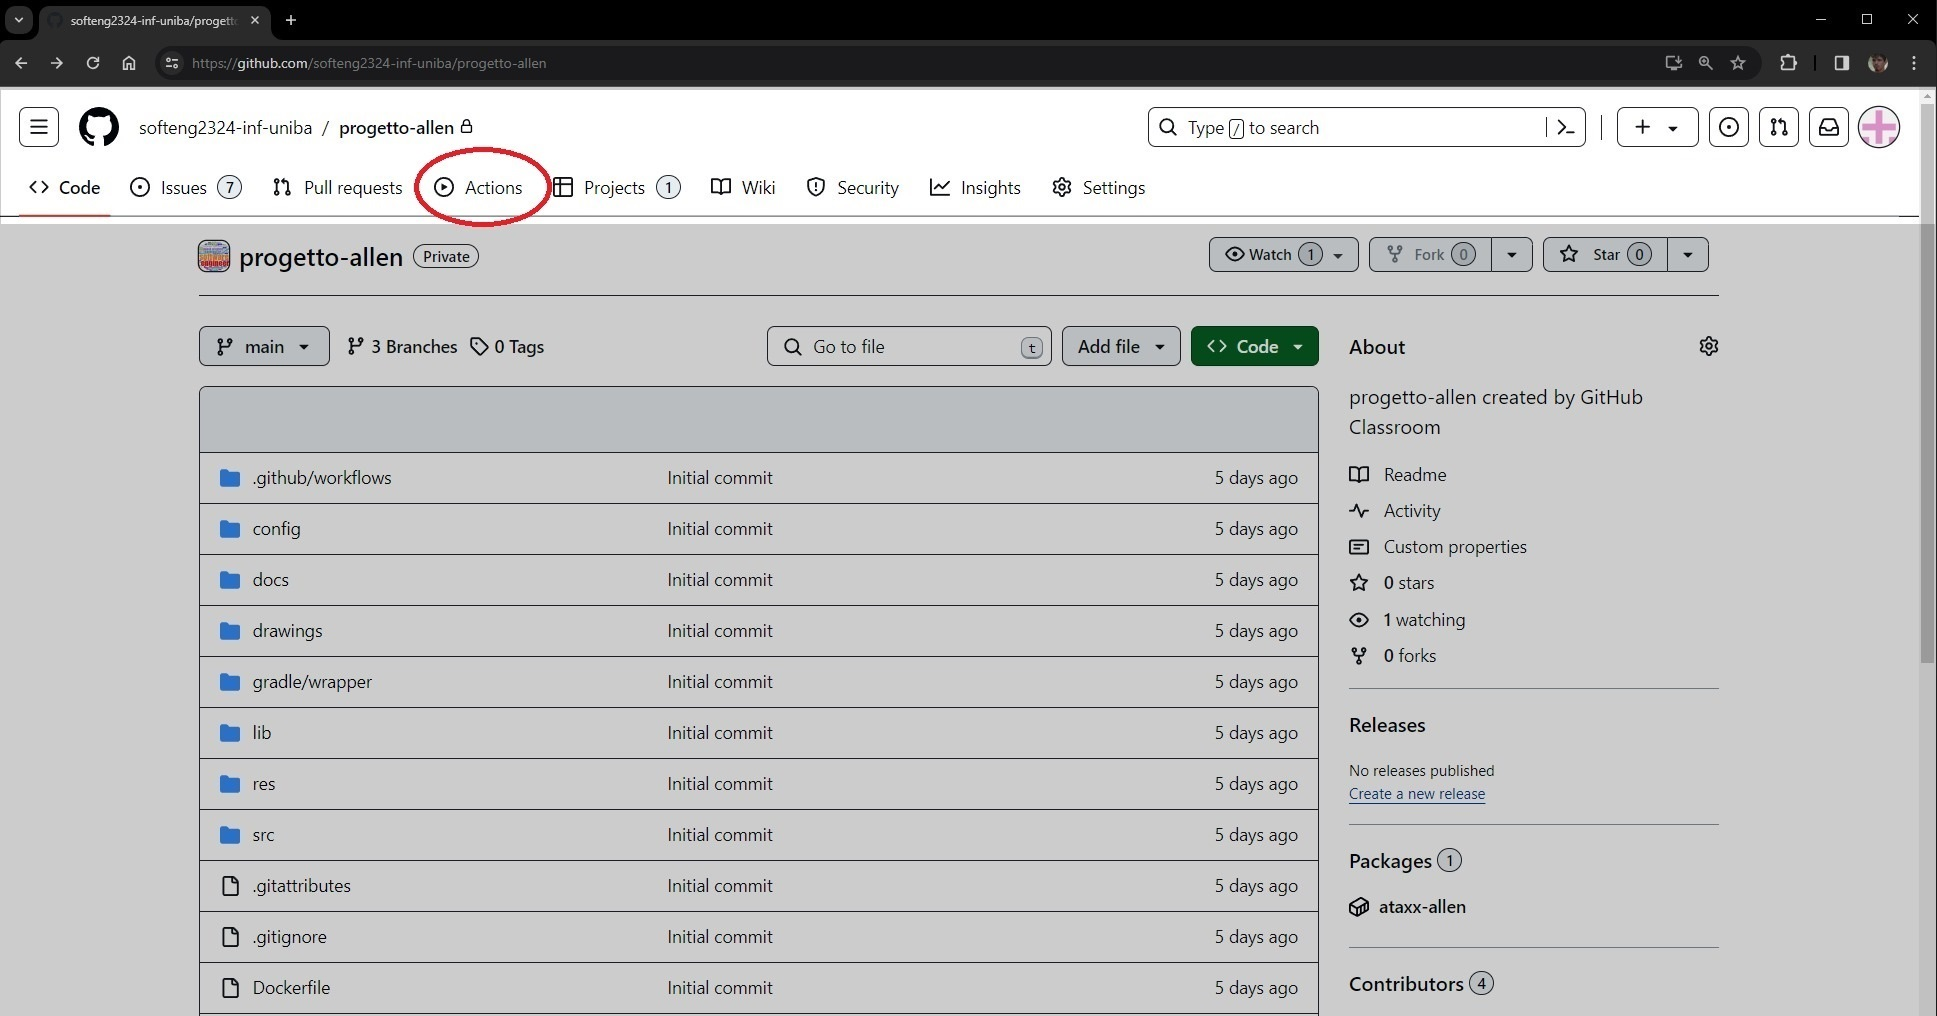 softeng2324-inf-uniba/progett
https://github.com/softeng2324-inf-uniba/progetto-allen
softeng2324-inf-uniba / progetto-allen
Type / to search
Code Issues 7 Pull requests Actions Projects 1 Wiki Security Insights Settings
progetto-allen Private
Watch 1 Fork 0 Star 0
main 3 Branches 0 Tags Go to file t Add file Code
.github/workflows Initial commit 5 days ago
config Initial commit 5 days ago
docs Initial commit 5 days ago
drawings Initial commit 5 days ago
gradle/wrapper Initial commit 5 days ago
lib Initial commit 5 days ago
res Initial commit 5 days ago
src Initial commit 5 days ago
.gitattributes Initial commit 5 days ago
.gitignore Initial commit 5 days ago
Dockerfile Initial commit 5 days ago
About
progetto-allen created by GitHub
Classroom
Readme
Activity
Custom properties
0 stars
1 watching
0 forks
Releases
No releases published
Create a new release
Packages 1
ataxx-allen
Contributors 4